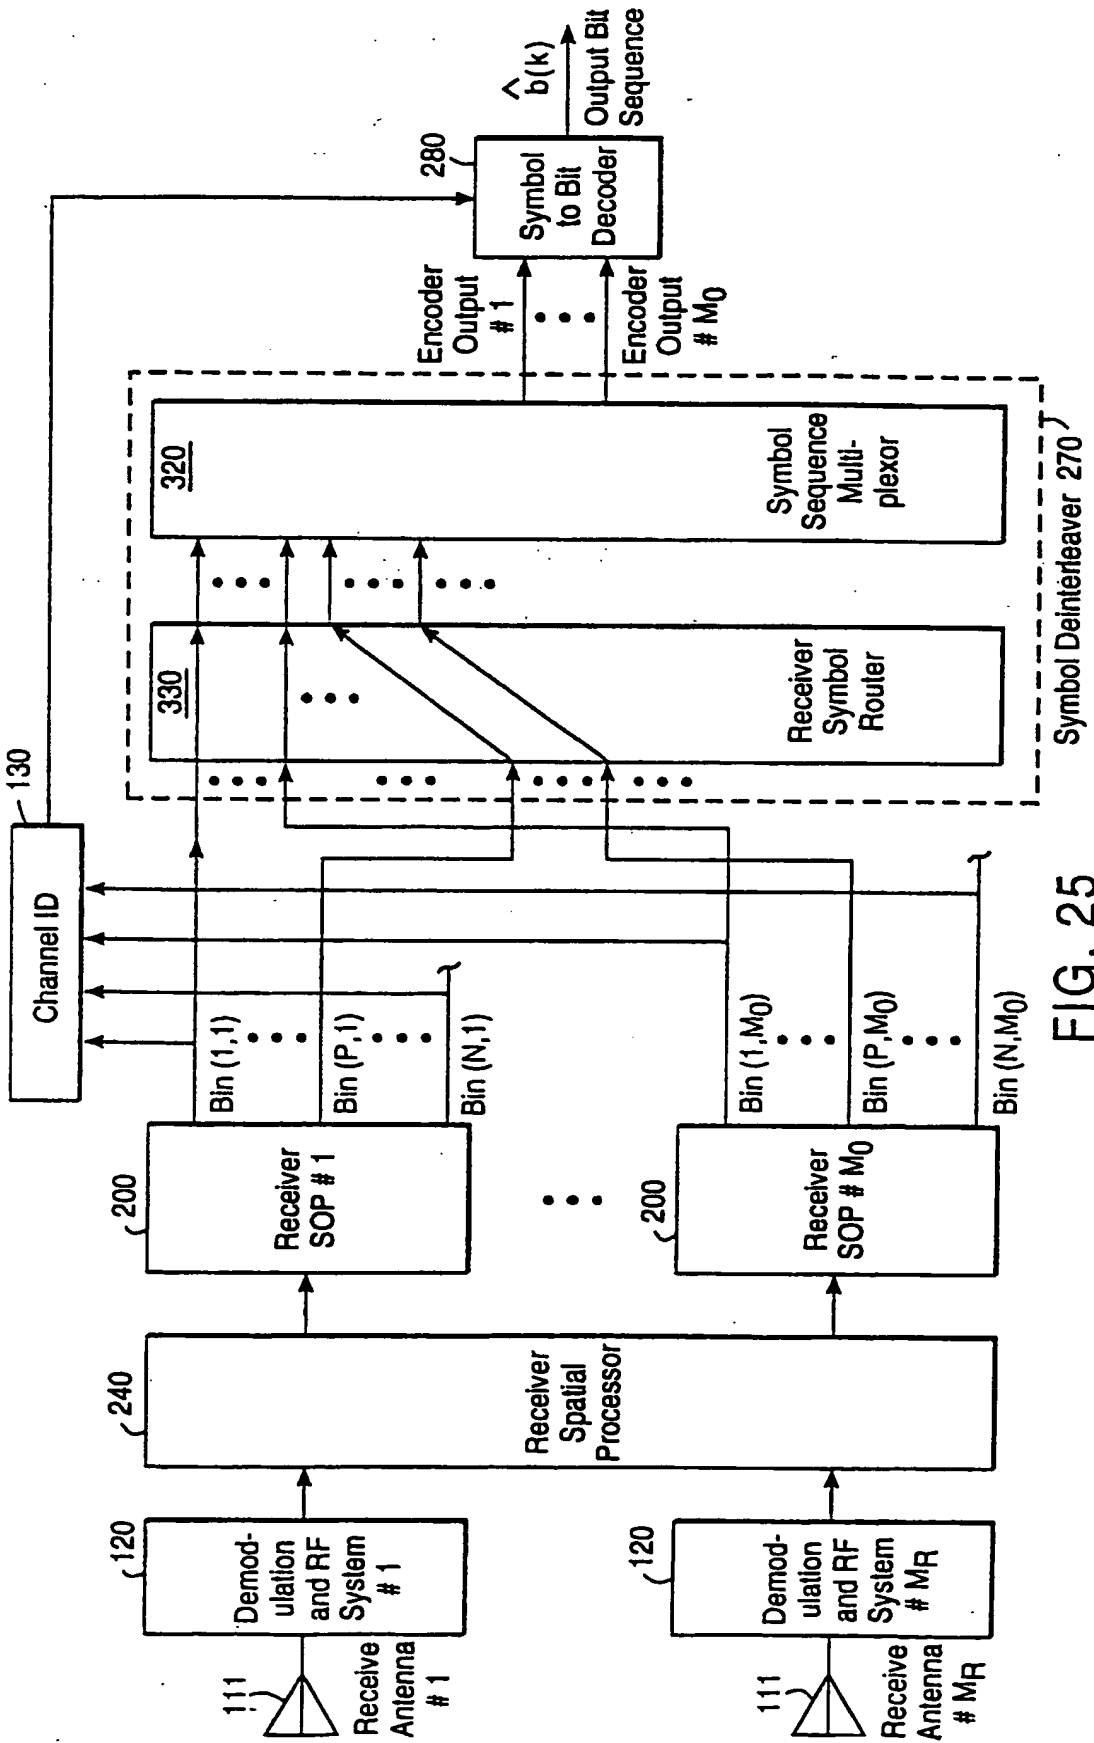 111
Receive
Antenna
# 1
120
Demod-
ulation
and RF
System
# 1
111
Receive
Antenna
# MR
120
Demod-
ulation
and RF
System
# MR
240
Receiver
Spatial
Processor
200
Receiver
SOP # 1
200
Receiver
SOP # M0
Bin (1,1)
Bin (P,1)
Bin (N,1)
Bin (1,M0)
Bin (P,M0)
Bin (N,M0)
Channel ID
130
330
Receiver
Symbol
Router
320
Symbol
Sequence
Multi-
plexor
Symbol Deinterleaver 270
Encoder
Output
# 1
Encoder
Output
# M0
280
Symbol
to Bit
Decoder
b̂(k)
Output Bit
Sequence
FIG. 25